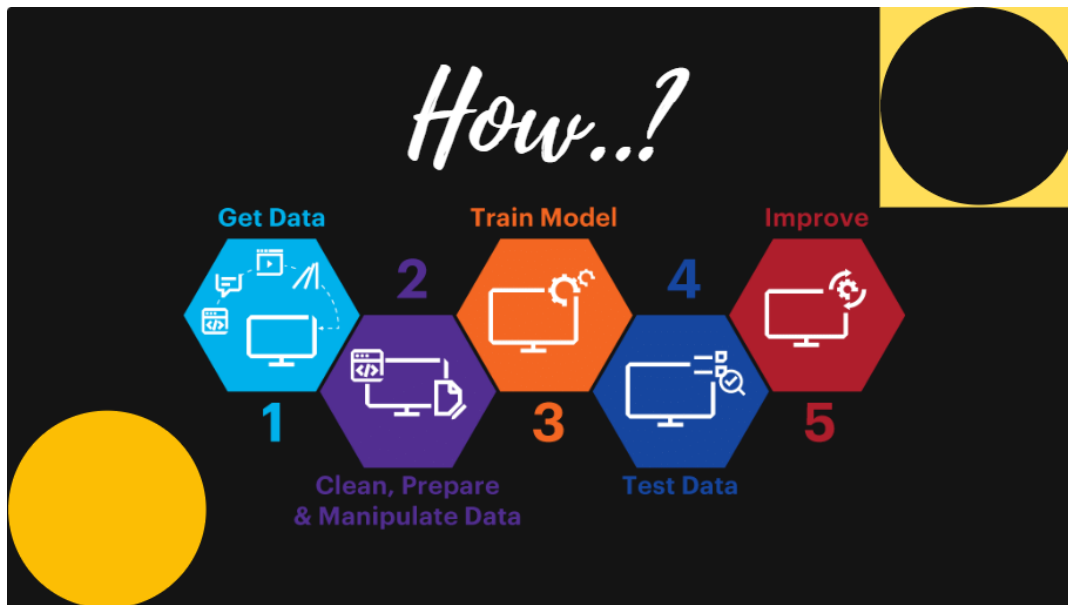 How..?
Get Data
1
2
Clean, Prepare
& Manipulate Data
Train Model
3
4
Test Data
Improve
5